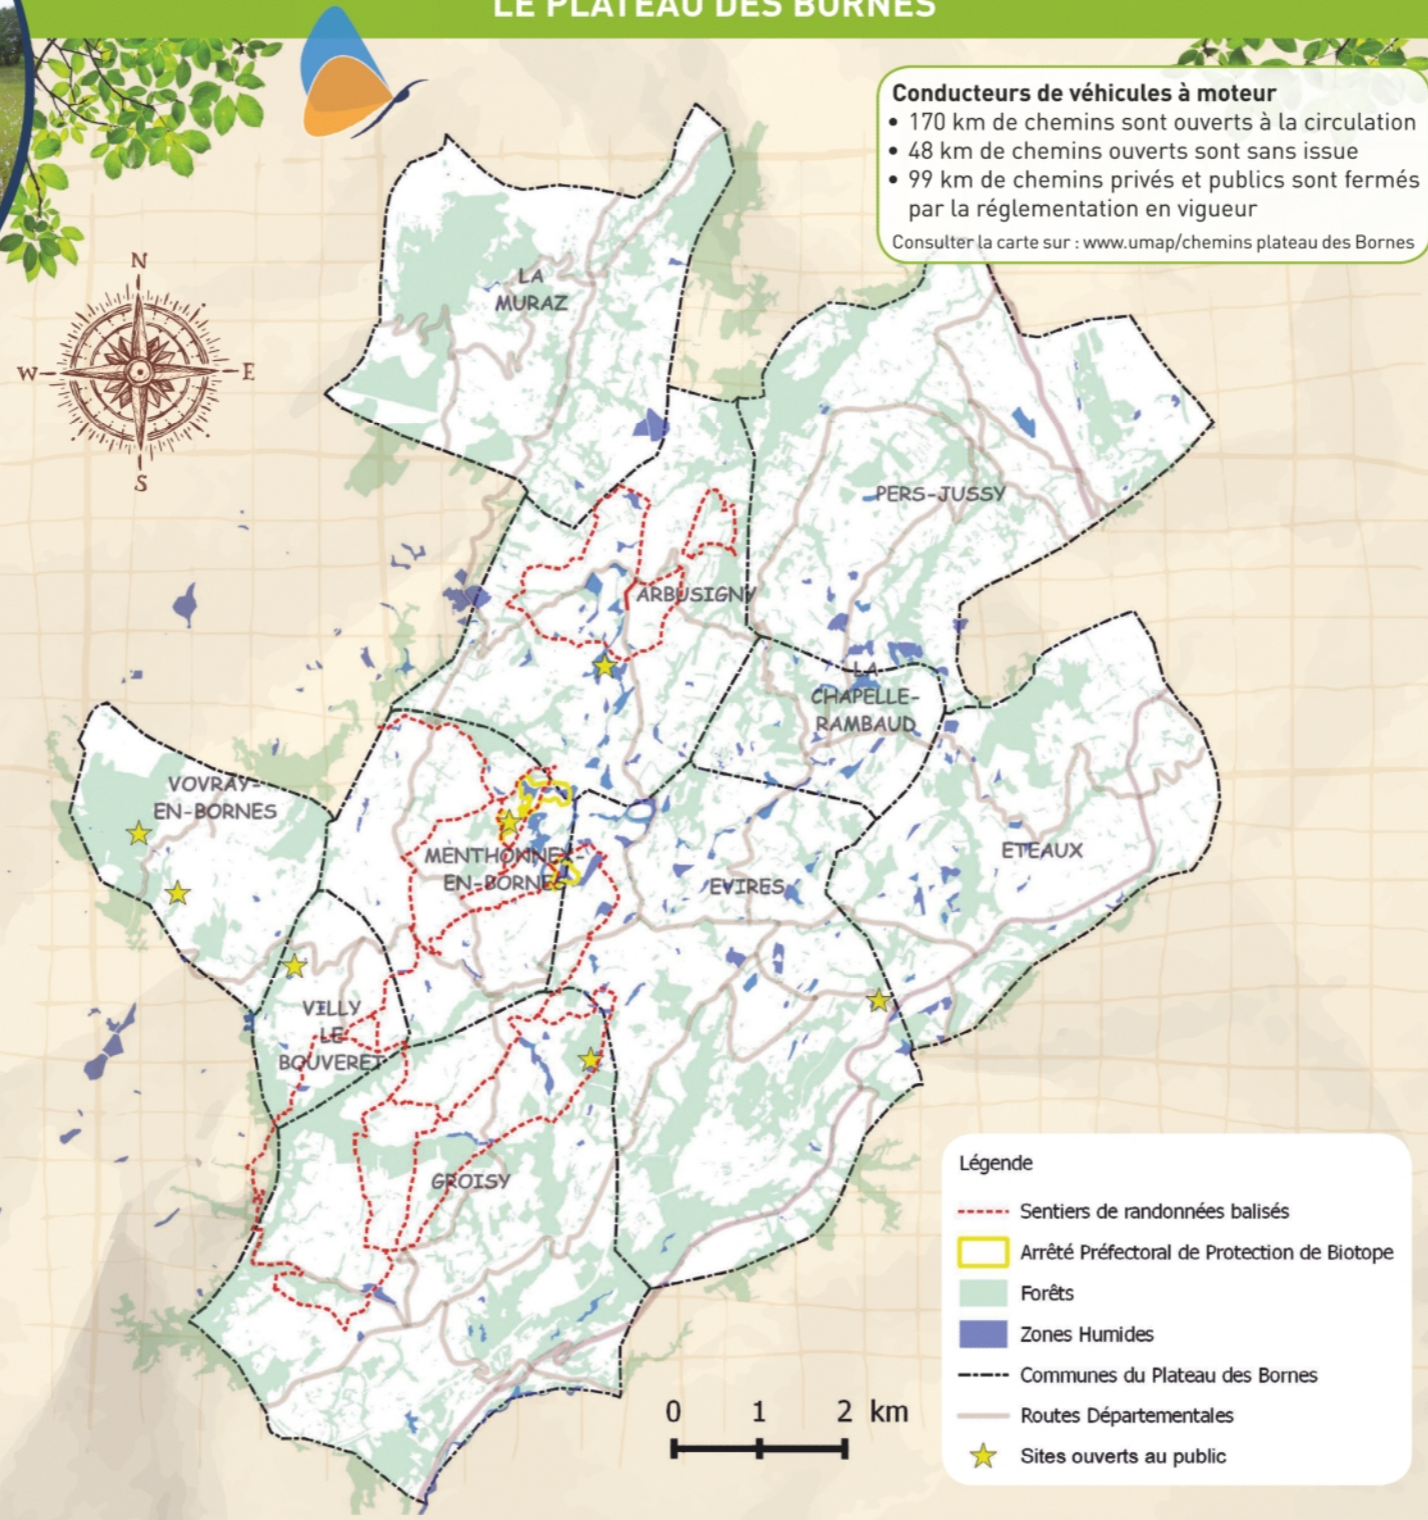 LE PLATEAU DES BORNES
Conducteurs de véhicules à moteur
• 170 km de chemins sont ouverts à la circulation
• 48 km de chemins ouverts sont sans issue
• 99 km de chemins privés et publics sont fermés
par la réglementation en vigueur
Consulter la carte sur : www.umap/chemins plateau des Bornes
N
W
E
S
LA
MURAZ
PERS-JUSSY
ARBUSIGNY
LA
CHAPELLE-
RAMBAUD
VOVRAY-
EN-BORNES
MENTHONNEX-
EN-BORNES
EVIRES
ETEAUX
VILLY
LE
BOUVERET
GROISY
Légende
Sentiers de randonnées balisés
Arrêté Préfectoral de Protection de Biotope
Forêts
Zones Humides
Communes du Plateau des Bornes
Routes Départementales
Sites ouverts au public
0 1 2 km